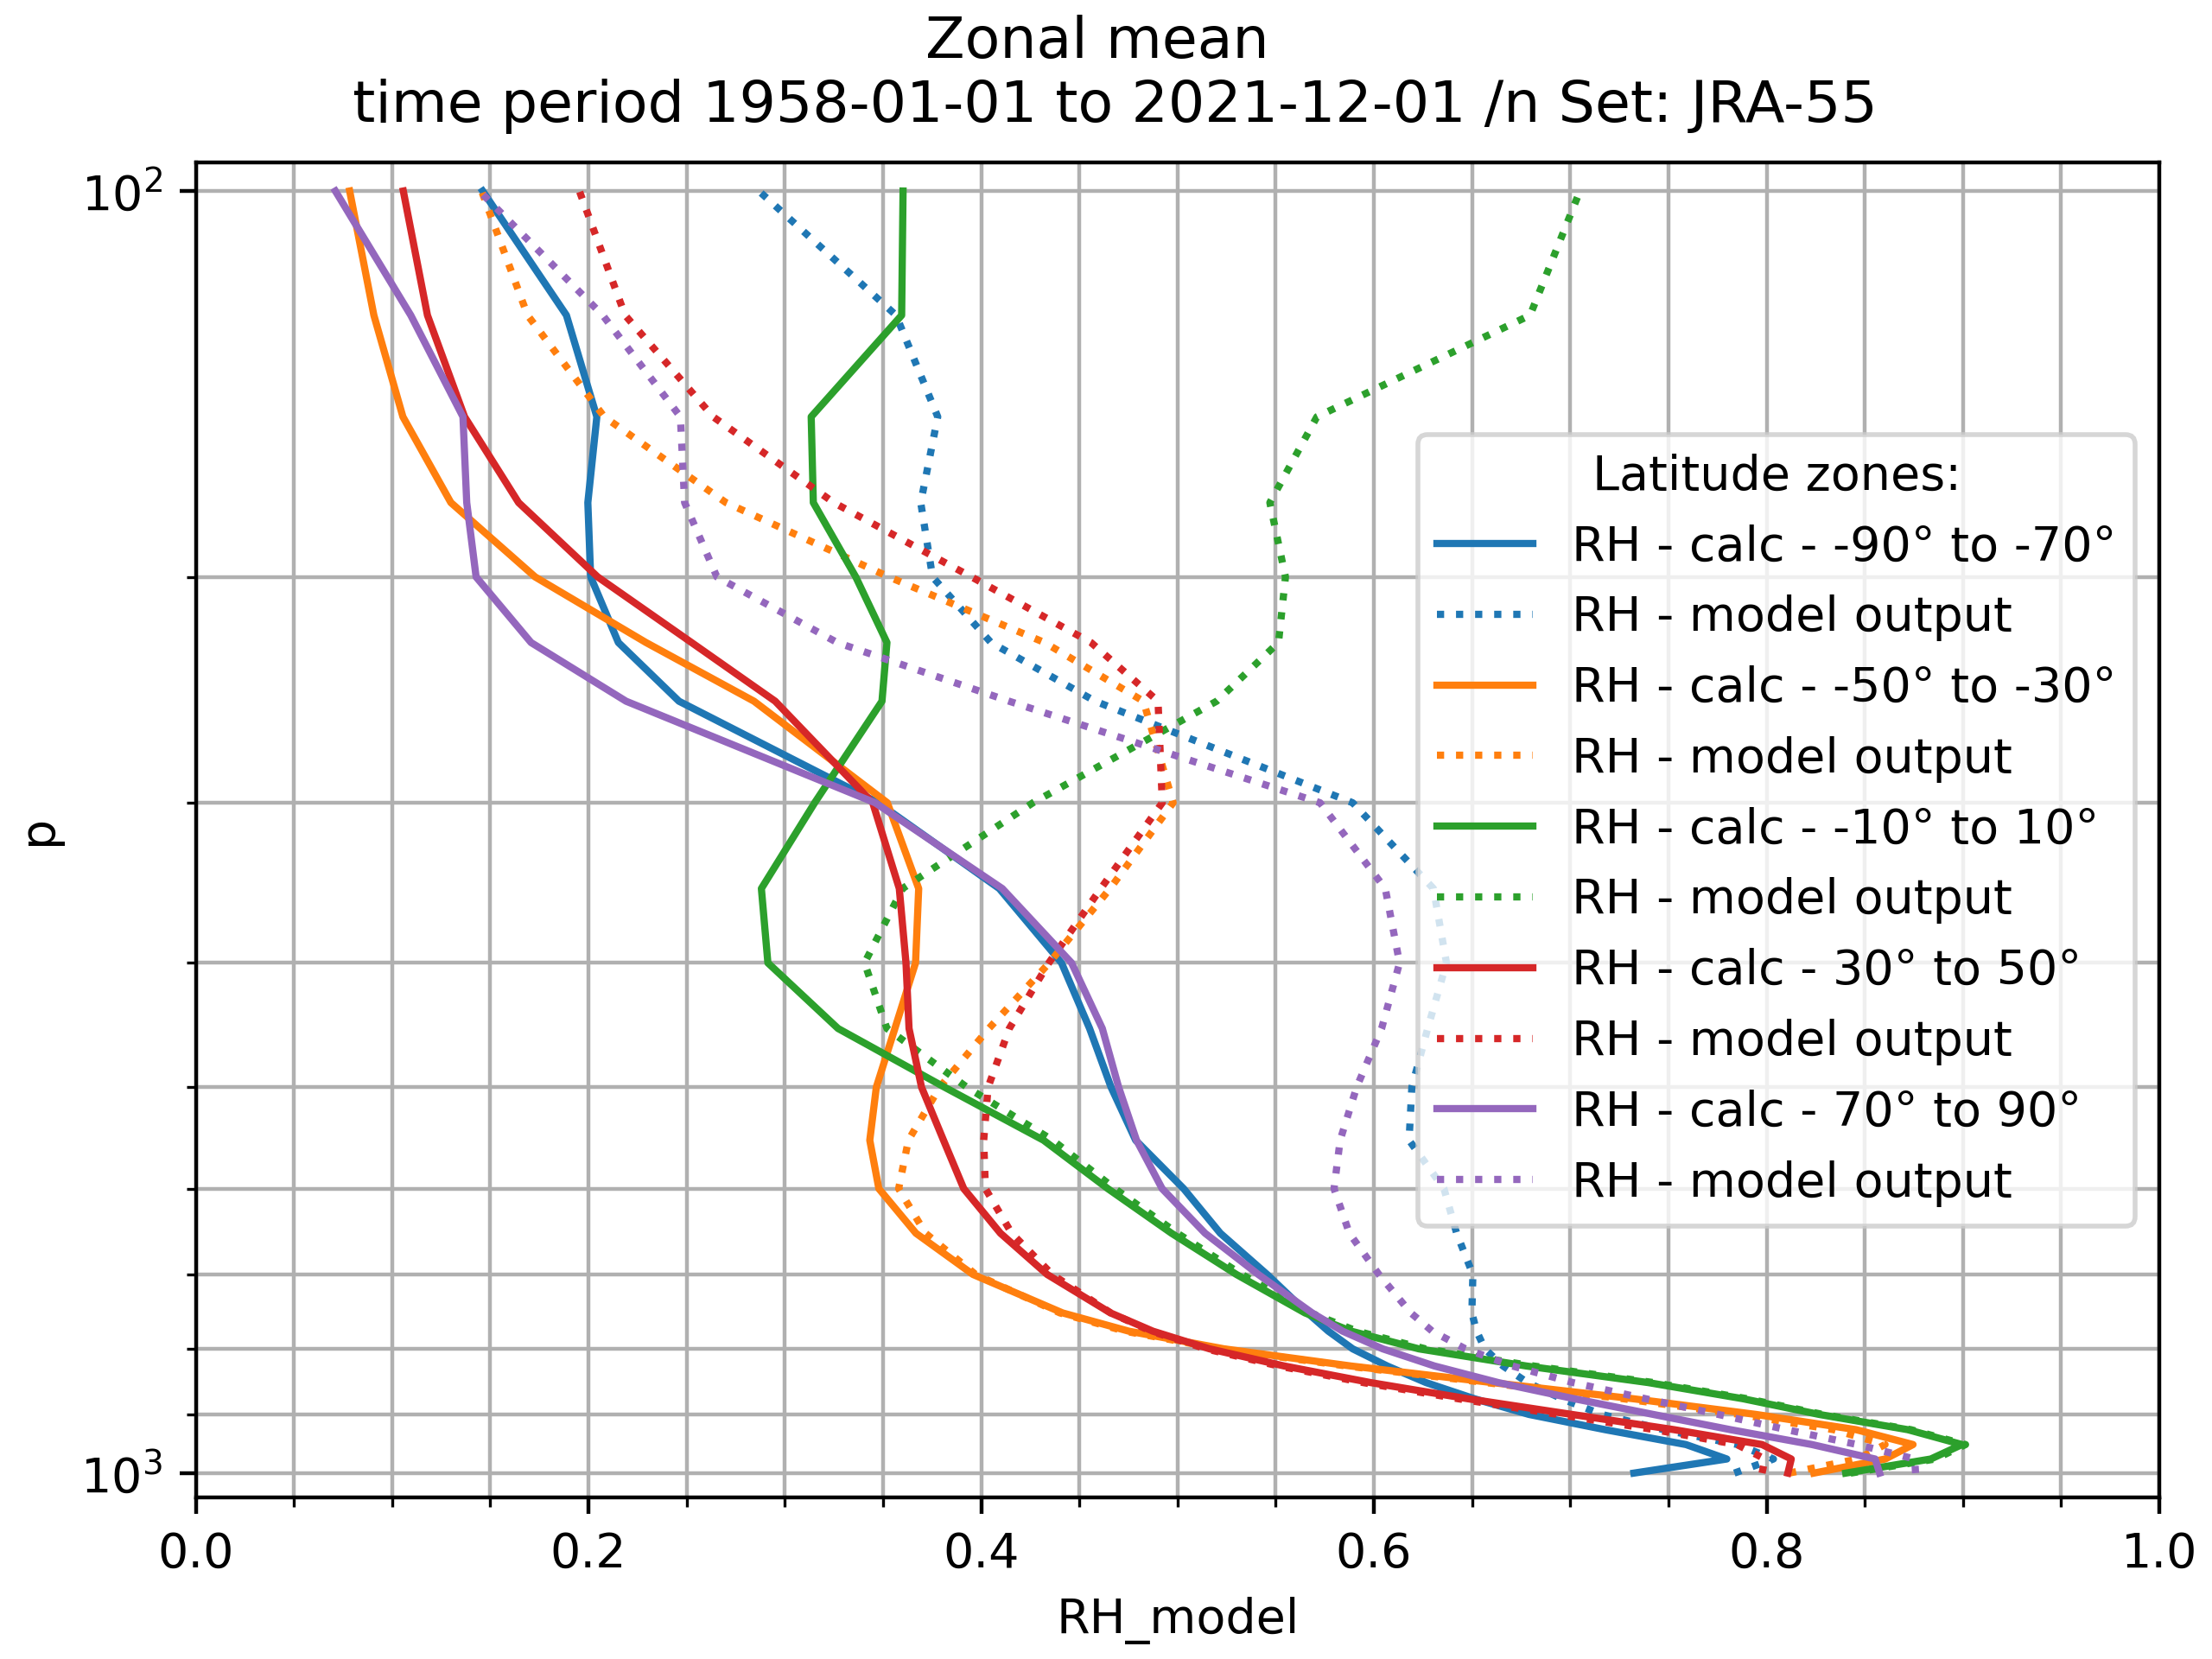 Zonal mean
time period 1958-01-01 to 2021-12-01 /n Set: JRA-55
10²
p
10³
Latitude zones:
RH - calc - -90° to -70°
RH - model output
RH - calc - -50° to -30°
RH - model output
RH - calc - -10° to 10°
RH - model output
RH - calc - 30° to 50°
RH - model output
RH - calc - 70° to 90°
RH - model output
0.0 0.2 0.4 0.6 0.8 1.0
RH_model